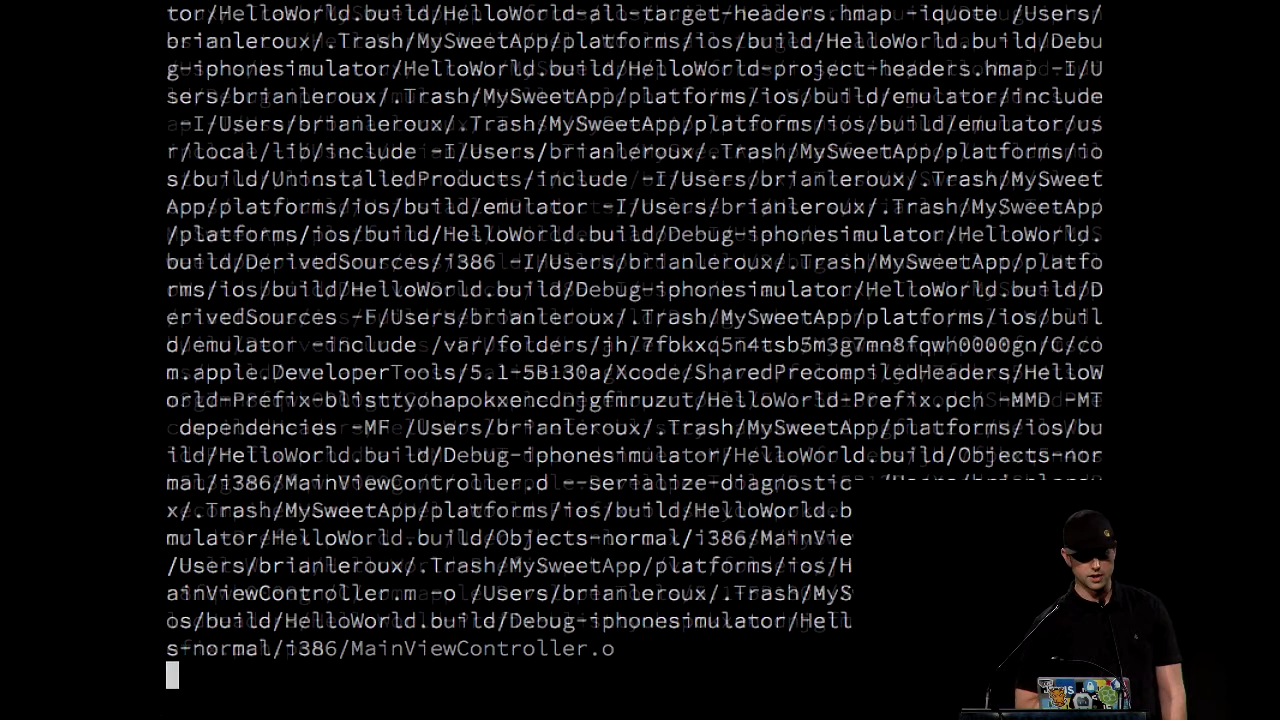 tor/HelloWorld.build/HelloWorld-all-target-headers.hmap -iquote /Users/
brianleroux/.Trash/MySweetApp/platforms/ios/build/HelloWorld.build/Debu
g-iphonesimulator/HelloWorld.build/HelloWorld-project-headers.hmap -I/U
sers/brianleroux/.Trash/MySweetApp/platforms/ios/build/emulator/include
-I/Users/brianleroux/.Trash/MySweetApp/platforms/ios/build/emulator/us
r/local/lib/include -I/Users/brianleroux/.Trash/MySweetApp/platforms/io
s/build/UninstalledProducts/include -I/Users/brianleroux/.Trash/MySweet
App/platforms/ios/build/emulator -I/Users/brianleroux/.Trash/MySweetApp
/platforms/ios/build/HelloWorld.build/Debug-iphonesimulator/HelloWorld.
build/DerivedSources/i386 -I/Users/brianleroux/.Trash/MySweetApp/platfo
rms/ios/build/HelloWorld.build/Debug-iphonesimulator/HelloWorld.build/D
erivedSources -F/Users/brianleroux/.Trash/MySweetApp/platforms/ios/buil
d/emulator -include /var/folders/jh/7fbkxq5n4tsb5m3g7mn8fqwh0000gn/C/co
m.apple.DeveloperTools/5.1-5B130a/Xcode/SharedPrecompiledHeaders/HelloW
orld-Prefix-blisttyohapokxencdnjgfmruzut/HelloWorld-Prefix.pch -MMD -MT
dependencies -MF /Users/brianleroux/.Trash/MySweetApp/platforms/ios/bu
ild/HelloWorld.build/Debug-iphonesimulator/HelloWorld.build/Objects-nor
mal/i386/MainViewController.d --serialize-diagnostic
x/.Trash/MySweetApp/platforms/ios/build/HelloWorld.b
mulator/HelloWorld.build/Objects-normal/i386/MainVie
/Users/brianleroux/.Trash/MySweetApp/platforms/ios/H
ainViewController.m -o /Users/brianleroux/.Trash/MyS
os/build/HelloWorld.build/Debug-iphonesimulator/Hell
s-normal/i386/MainViewController.o